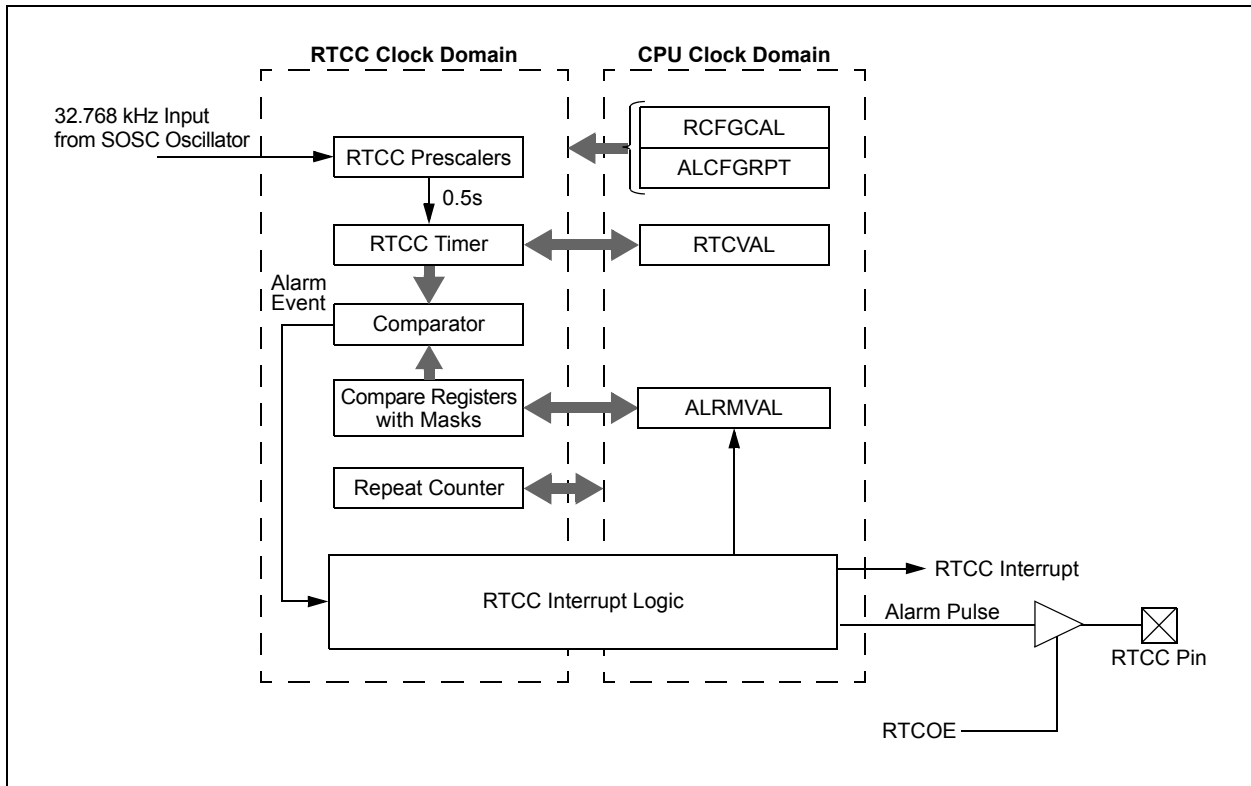 RTCC Clock Domain
CPU Clock Domain
32.768 kHz Input
from SOSC Oscillator
RTCC Prescalers
0.5s
RTCC Timer
Alarm
Event
Comparator
Compare Registers
with Masks
Repeat Counter
RCFGCAL
ALCFGRPT
RTCVAL
ALRMVAL
RTCC Interrupt Logic
RTCC Interrupt
Alarm Pulse
RTCC Pin
RTCOE